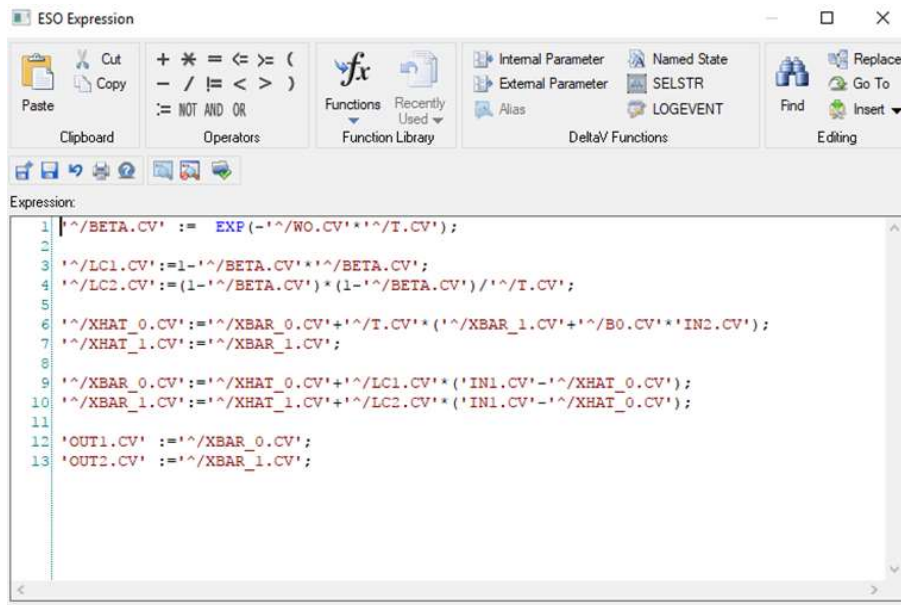 ESO Expression
Paste
Cut
Copy
Clipboard
+ * = <= >= (
- / != < > )
:= NOT AND OR
Operators
fx
Functions
Recently Used
Function Library
Internal Parameter
External Parameter
Alias
Named State
SELSTR
LOGEVENT
DeltaV Functions
Find
Replace
Go To
Insert
Editing
Expression:
1 '^/BETA.CV' := EXP(-'^/WO.CV'*'^/T.CV');
2
3 '^/LC1.CV':=1-'^/BETA.CV'*'^/BETA.CV';
4 '^/LC2.CV':=(1-'^/BETA.CV')*(1-'^/BETA.CV')/'^/T.CV';
5
6 '^/XHAT_0.CV':='^/XBAR_0.CV'+'^/T.CV'*('^/XBAR_1.CV'+'^/B0.CV'*'IN2.CV');
7 '^/XHAT_1.CV':='^/XBAR_1.CV';
8
9 '^/XBAR_0.CV':='^/XHAT_0.CV'+'^/LC1.CV'*('IN1.CV'-'^/XHAT_0.CV');
10 '^/XBAR_1.CV':='^/XHAT_1.CV'+'^/LC2.CV'*('IN1.CV'-'^/XHAT_0.CV');
11
12 'OUT1.CV' :='^/XBAR_0.CV';
13 'OUT2.CV' :='^/XBAR_1.CV';